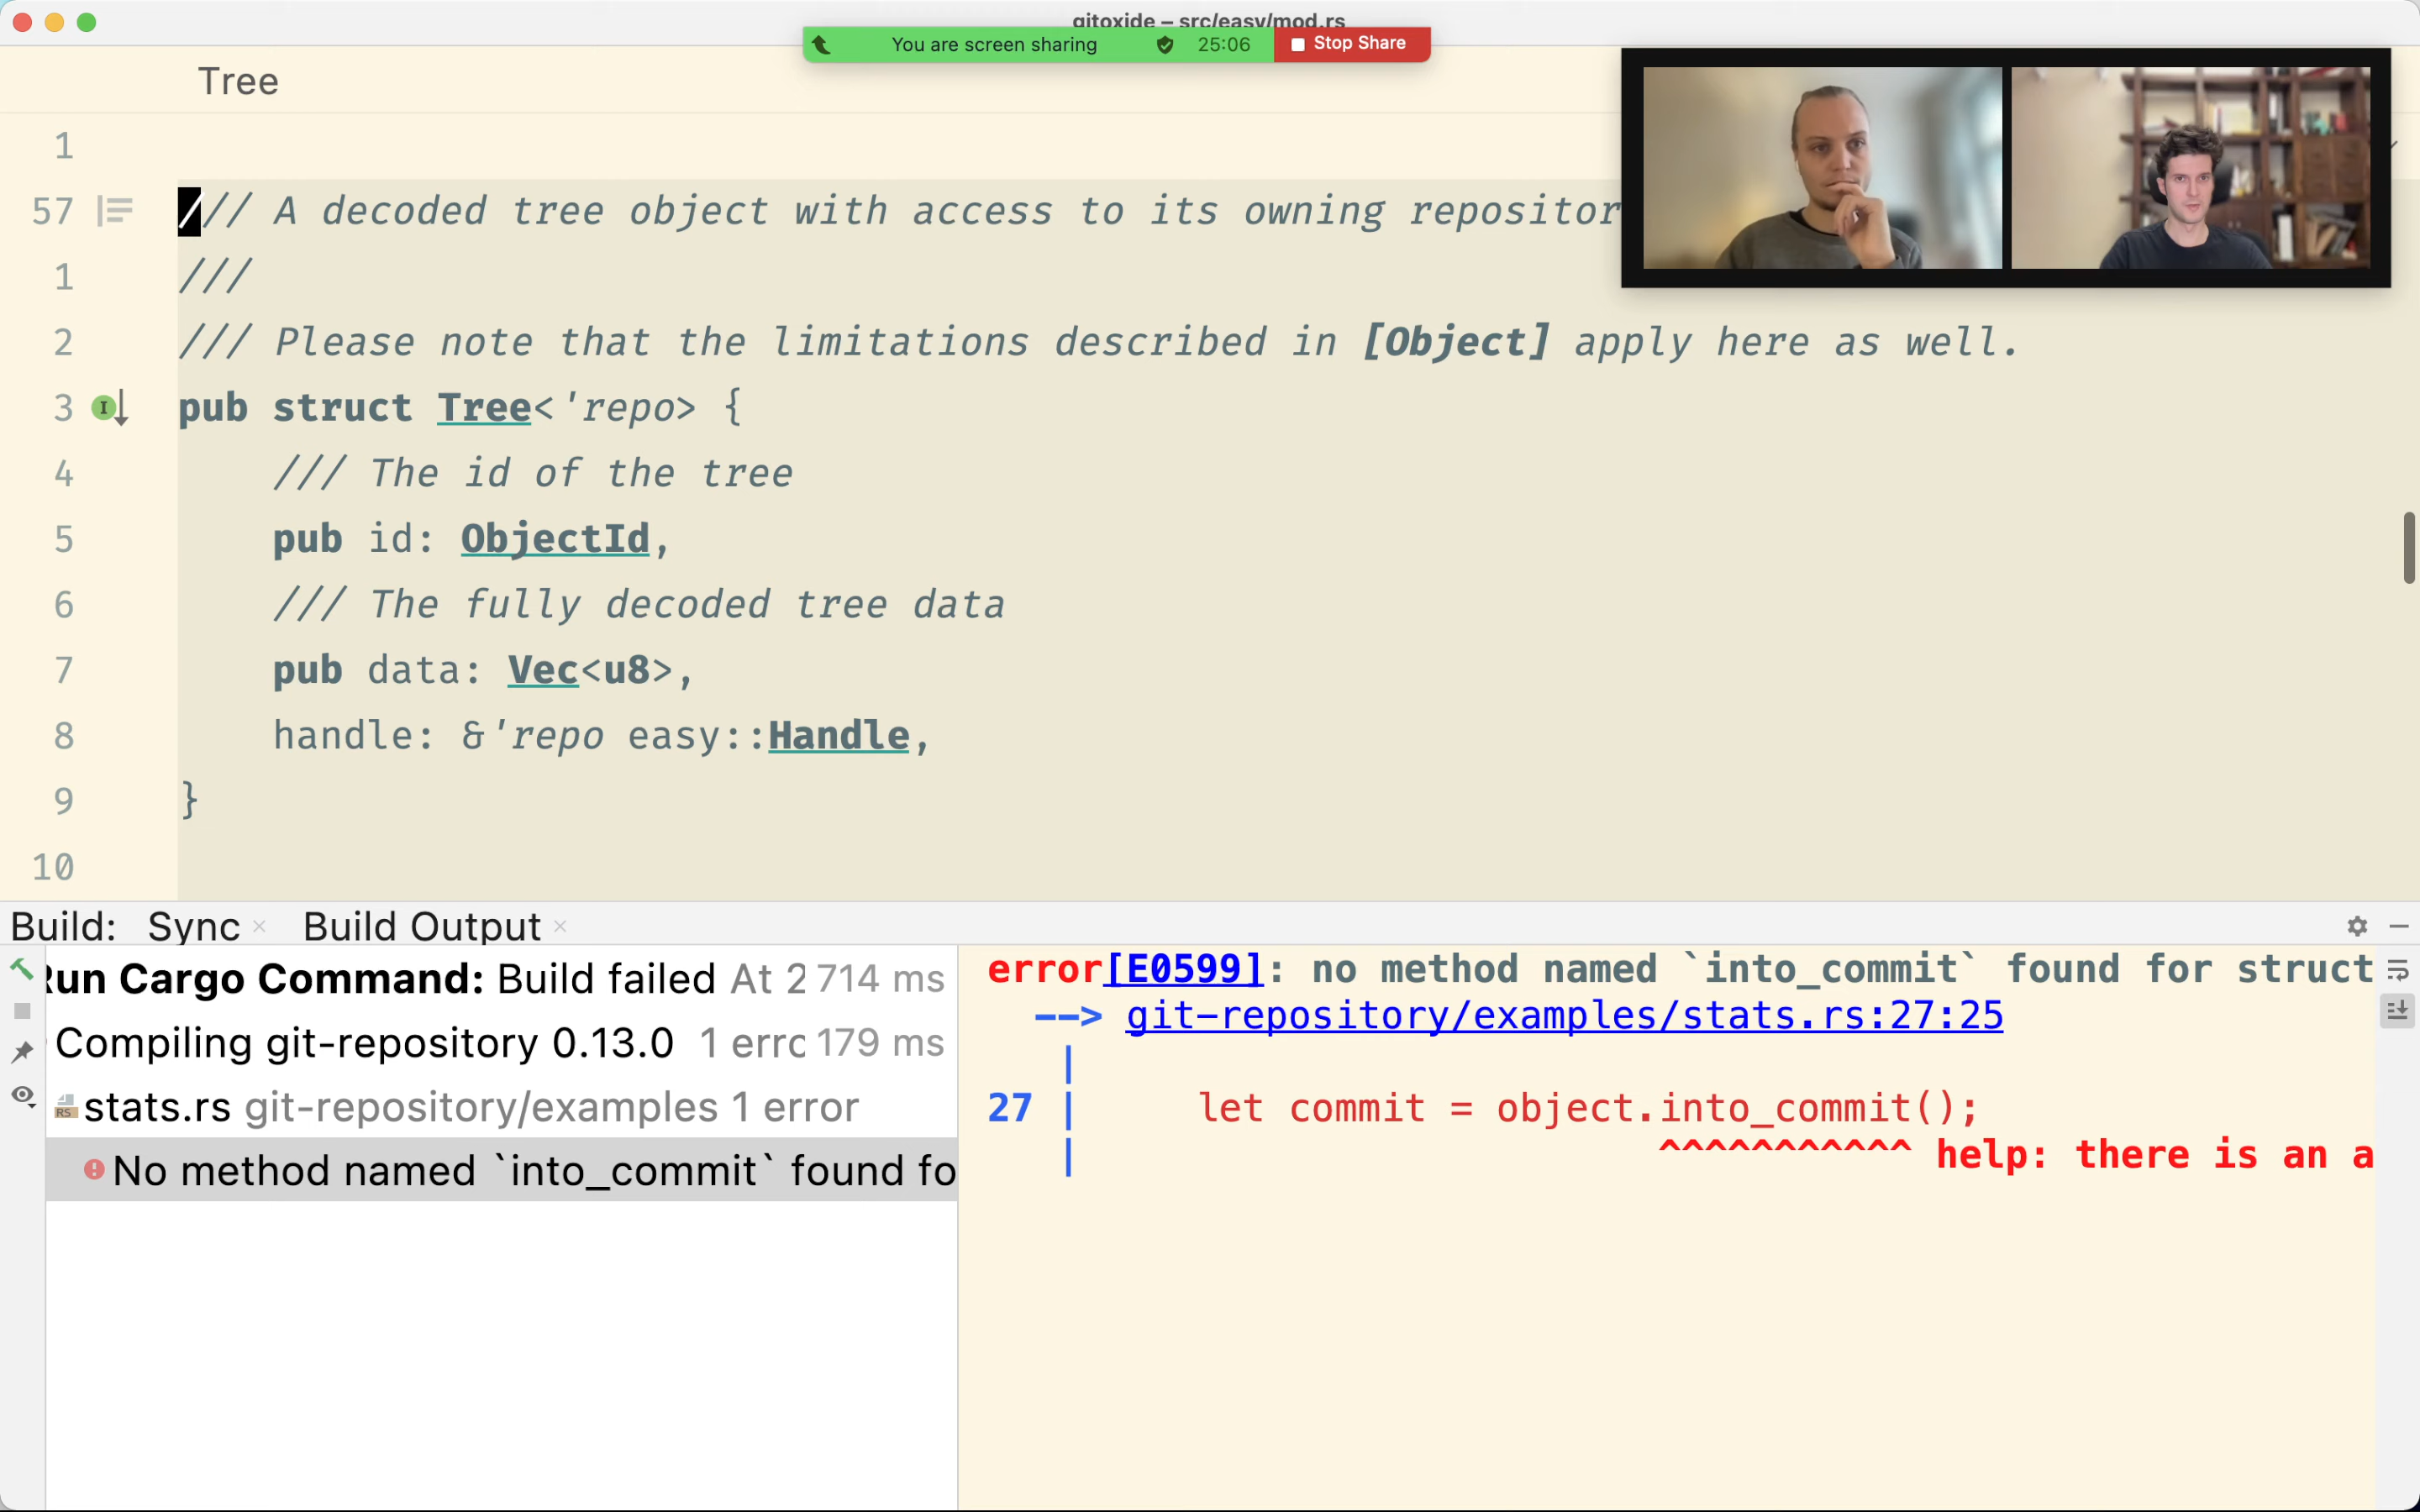 gitoxide – src/easy/mod.rs
You are screen sharing 25:06 Stop Share
Tree
1
57 /// A decoded tree object with access to its owning repositor
1 ///
2 /// Please note that the limitations described in [Object] apply here as well.
3 pub struct Tree<'repo> {
4 /// The id of the tree
5 pub id: ObjectId,
6 /// The fully decoded tree data
7 pub data: Vec<u8>,
8 handle: &'repo easy::Handle,
9 }
10
Build: Sync × Build Output ×
Run Cargo Command: Build failed At 2 714 ms
Compiling git-repository 0.13.0 1 errc 179 ms
stats.rs git-repository/examples 1 error
No method named `into_commit` found fo
error[E0599]: no method named `into_commit` found for struct
--> git-repository/examples/stats.rs:27:25
|
27 | let commit = object.into_commit();
| ^^^^^^^^^^^ help: there is an a